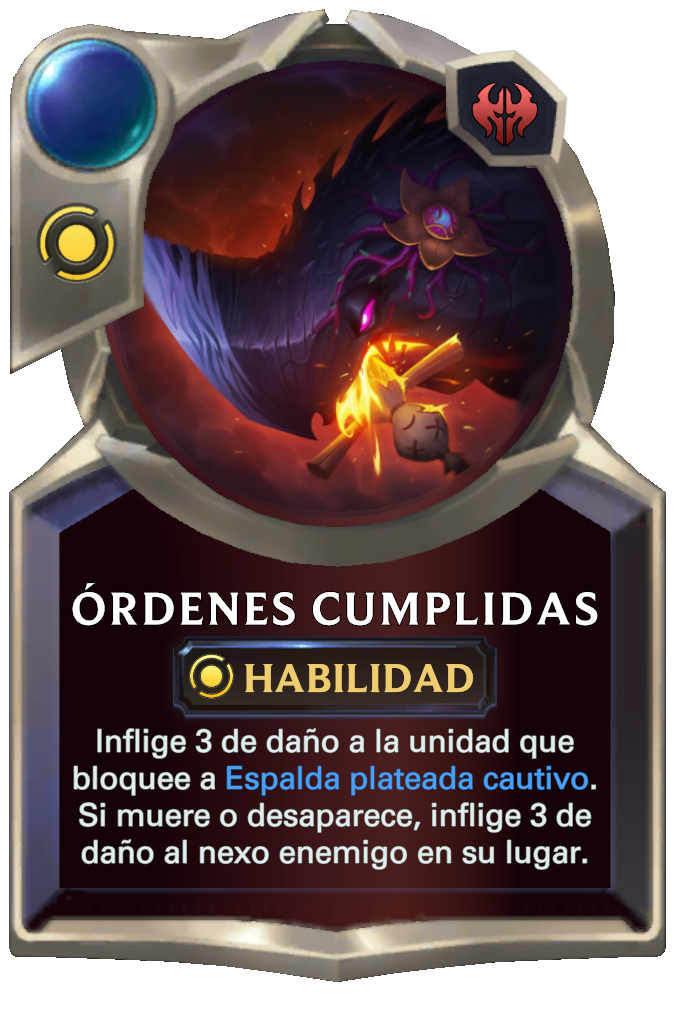 ÓRDENES CUMPLIDAS
HABILIDAD
Inflige 3 de daño a la unidad que
bloquee a Espalda plateada cautivo.
Si muere o desaparece, inflige 3 de
daño al nexo enemigo en su lugar.